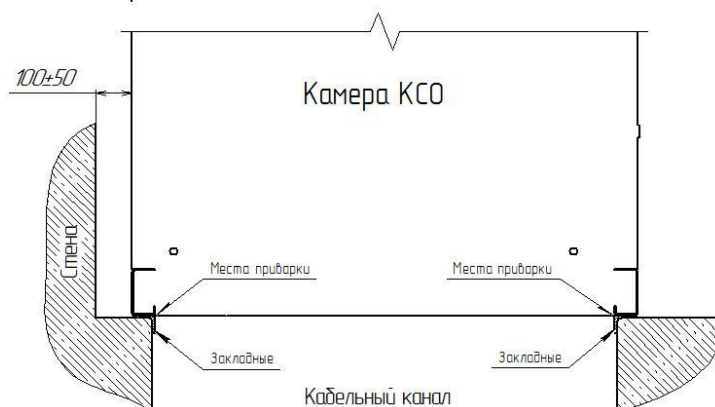 100±50
Камера КСО
Стена
Места приварки
Места приварки
Закладные
Закладные
Кабельный канал